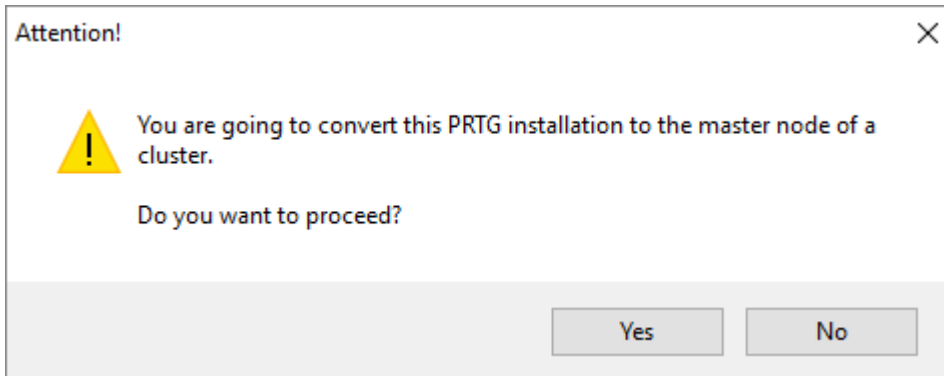 Attention!
You are going to convert this PRTG installation to the master node of a
cluster.
Do you want to proceed?
Yes
No